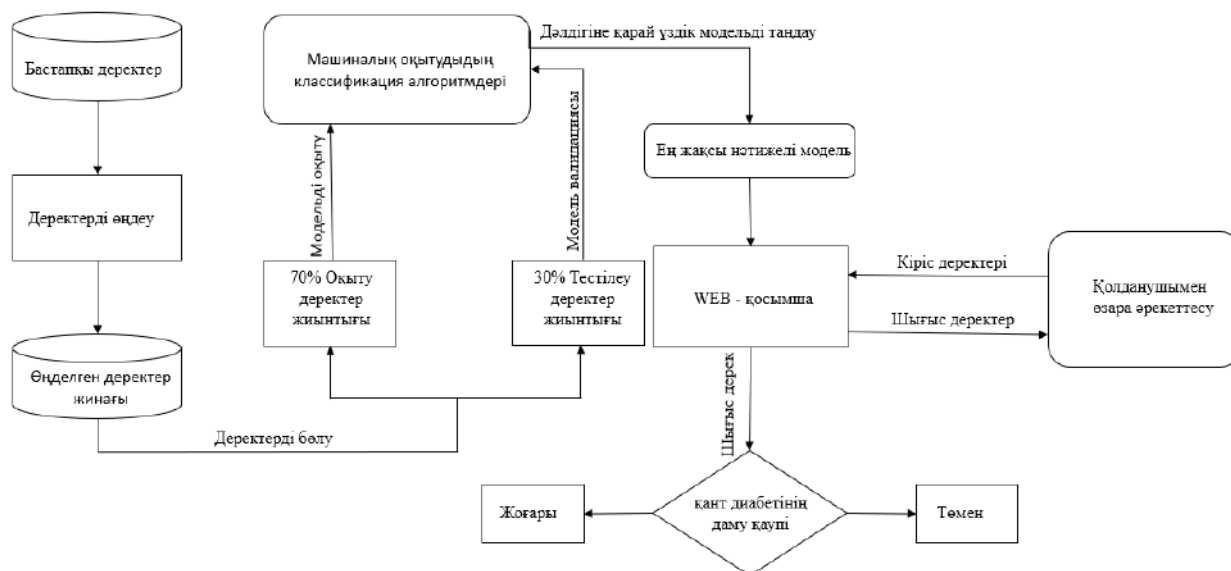 Бастапқы деректер
Деректерді өңдеу
Өңделген деректер
жинағы
Деректерді бөлу
70% Оқыту
деректер
жиынтығы
30% Тестілеу
деректер
жиынтығы
Модельді оқыту
Модель валидациясы
Машиналық оқытудыдың
классификация алгоритмдері
Дәлдігіне қарай үздік модельді таңдау
Ең жақсы нәтижелі модель
WEB - қосымша
Кіріс деректері
Шығыс деректер
Қолданушымен
өзара әрекеттесу
Шығыс дерек
қант диабетінің
даму қаупі
Жоғары
Төмен